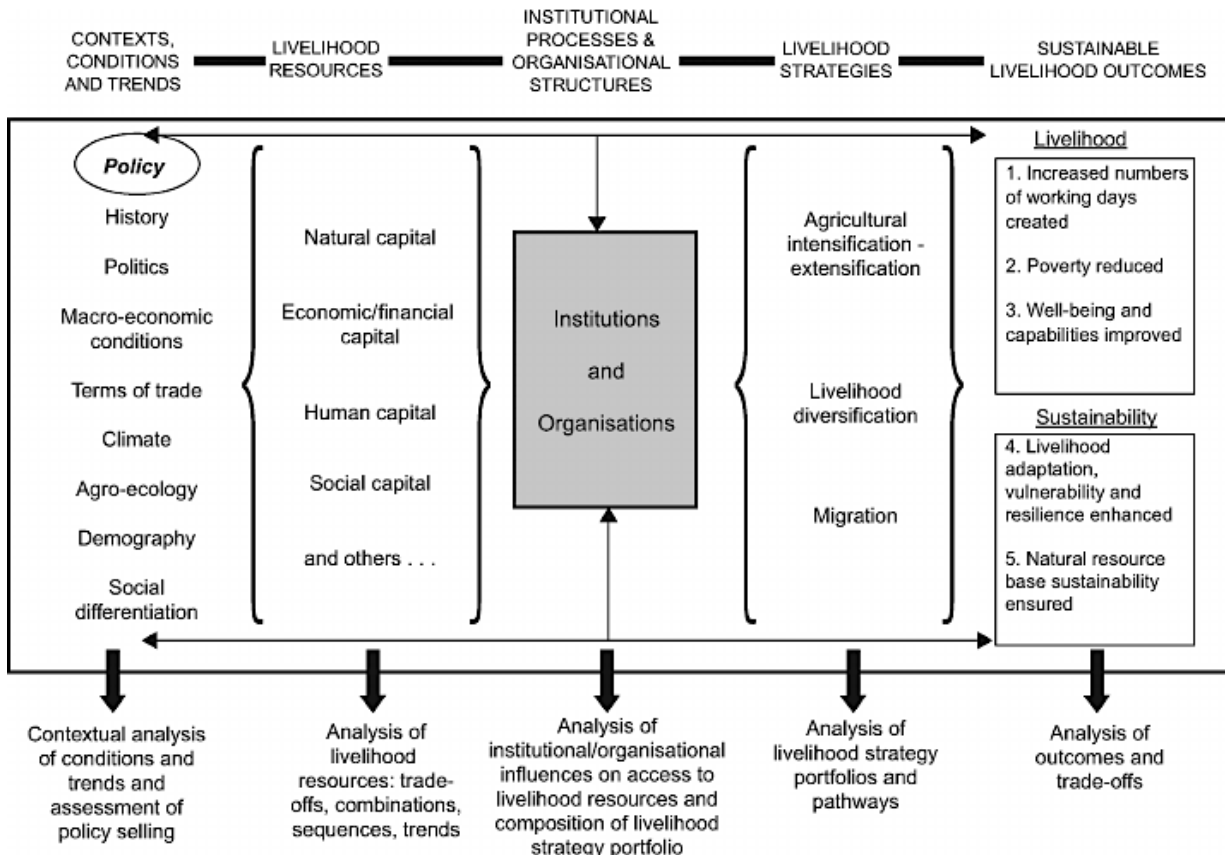 CONTEXTS,
CONDITIONS
AND TRENDS
LIVELIHOOD
RESOURCES
INSTITUTIONAL
PROCESSES &
ORGANISATIONAL
STRUCTURES
LIVELIHOOD
STRATEGIES
SUSTAINABLE
LIVELIHOOD OUTCOMES
Policy
History
Politics
Macro-economic
conditions
Terms of trade
Climate
Agro-ecology
Demography
Social
differentiation
Natural capital
Economic/financial
capital
Human capital
Social capital
and others . . .
Institutions
and
Organisations
Agricultural
intensification -
extensification
Livelihood
diversification
Migration
Livelihood
1. Increased numbers
of working days
created
2. Poverty reduced
3. Well-being and
capabilities improved
Sustainability
4. Livelihood
adaptation,
vulnerability and
resilience enhanced
5. Natural resource
base sustainability
ensured
Contextual analysis
of conditions and
trends and
assessment of
policy selling
Analysis of
livelihood
resources: trade-
offs, combinations,
sequences, trends
Analysis of
institutional/organisational
influences on access to
livelihood resources and
composition of livelihood
strategy portfolio
Analysis of
livelihood strategy
portfolios and
pathways
Analysis of
outcomes and
trade-offs